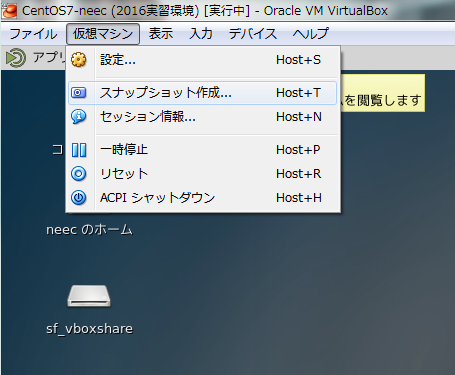 CentOS7-neec (2016実習環境) [実行中] - Oracle VM VirtualBox
ファイル 仮想マシン 表示 入力 デバイス ヘルプ
アプリ
設定... Host+S
スナップショット作成... Host+T
を閲覧します
セッション情報... Host+N
コ
一時停止 Host+P
リセット Host+R
ACPI シャットダウン Host+H
neec のホーム
sf_vboxshare